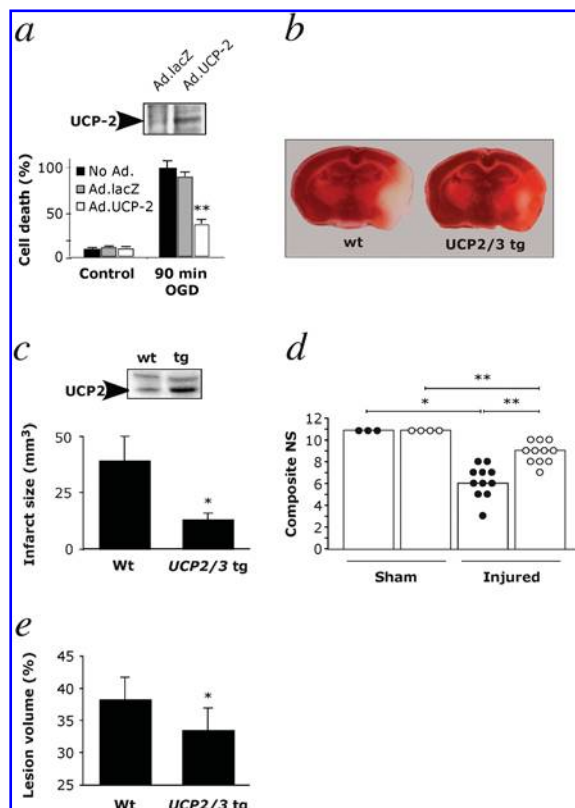 a
Ad.lacZ
Ad.UCP-2
UCP-2
Cell death (%)
100
50
0
No Ad.
Ad.lacZ
Ad.UCP-2
**
Control
90 min
OGD
b
wt
UCP2/3 tg
c
wt tg
UCP2
Infarct size (mm³)
50
25
0
*
Wt
UCP2/3 tg
d
**
* **
Composite NS
12
10
8
6
4
2
0
Sham
Injured
e
Lesion volume (%)
45
40
35
30
25
*
Wt
UCP2/3 tg